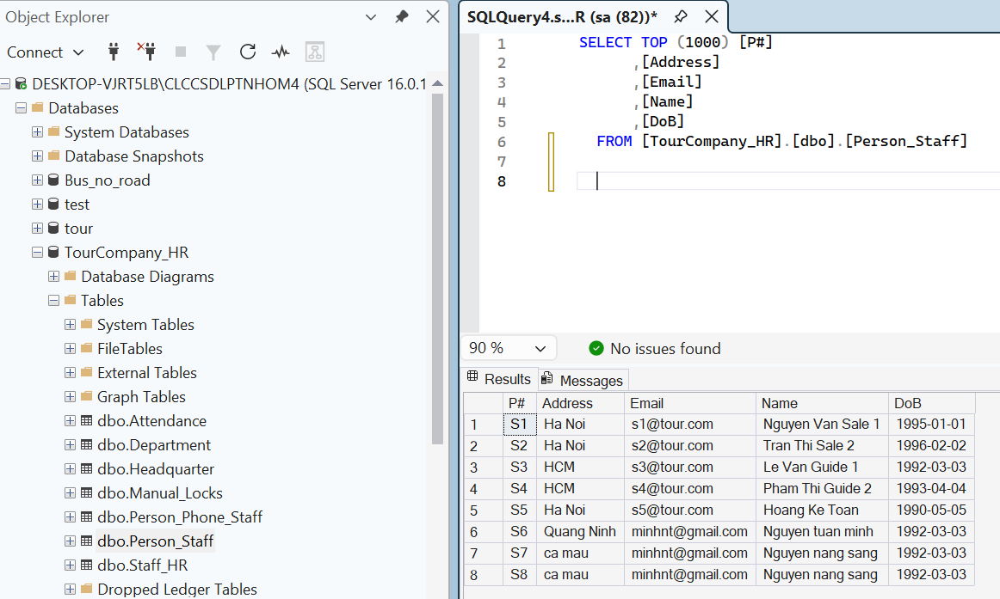 Object Explorer
Connect
DESKTOP-VJRT5LB\CLCCSDLPTNHOM4 (SQL Server 16.0.1
Databases
System Databases
Database Snapshots
Bus_no_road
test
tour
TourCompany_HR
Database Diagrams
Tables
System Tables
FileTables
External Tables
Graph Tables
dbo.Attendance
dbo.Department
dbo.Headquarter
dbo.Manual_Locks
dbo.Person_Phone_Staff
dbo.Person_Staff
dbo.Staff_HR
Dropped Ledger Tables
SQLQuery4.s...R (sa (82))*
1 SELECT TOP (1000) [P#]
2 ,[Address]
3 ,[Email]
4 ,[Name]
5 ,[DoB]
6 FROM [TourCompany_HR].[dbo].[Person_Staff]
7
8
90 % No issues found
Results Messages
P# Address Email Name DoB
1 S1 Ha Noi s1@tour.com Nguyen Van Sale 1 1995-01-01
2 S2 Ha Noi s2@tour.com Tran Thi Sale 2 1996-02-02
3 S3 HCM s3@tour.com Le Van Guide 1 1992-03-03
4 S4 HCM s4@tour.com Pham Thi Guide 2 1993-04-04
5 S5 Ha Noi s5@tour.com Hoang Ke Toan 1990-05-05
6 S6 Quang Ninh minhnt@gmail.com Nguyen tuan minh 1992-03-03
7 S7 ca mau minhnt@gmail.com Nguyen nang sang 1992-03-03
8 S8 ca mau minhnt@gmail.com Nguyen nang sang 1992-03-03